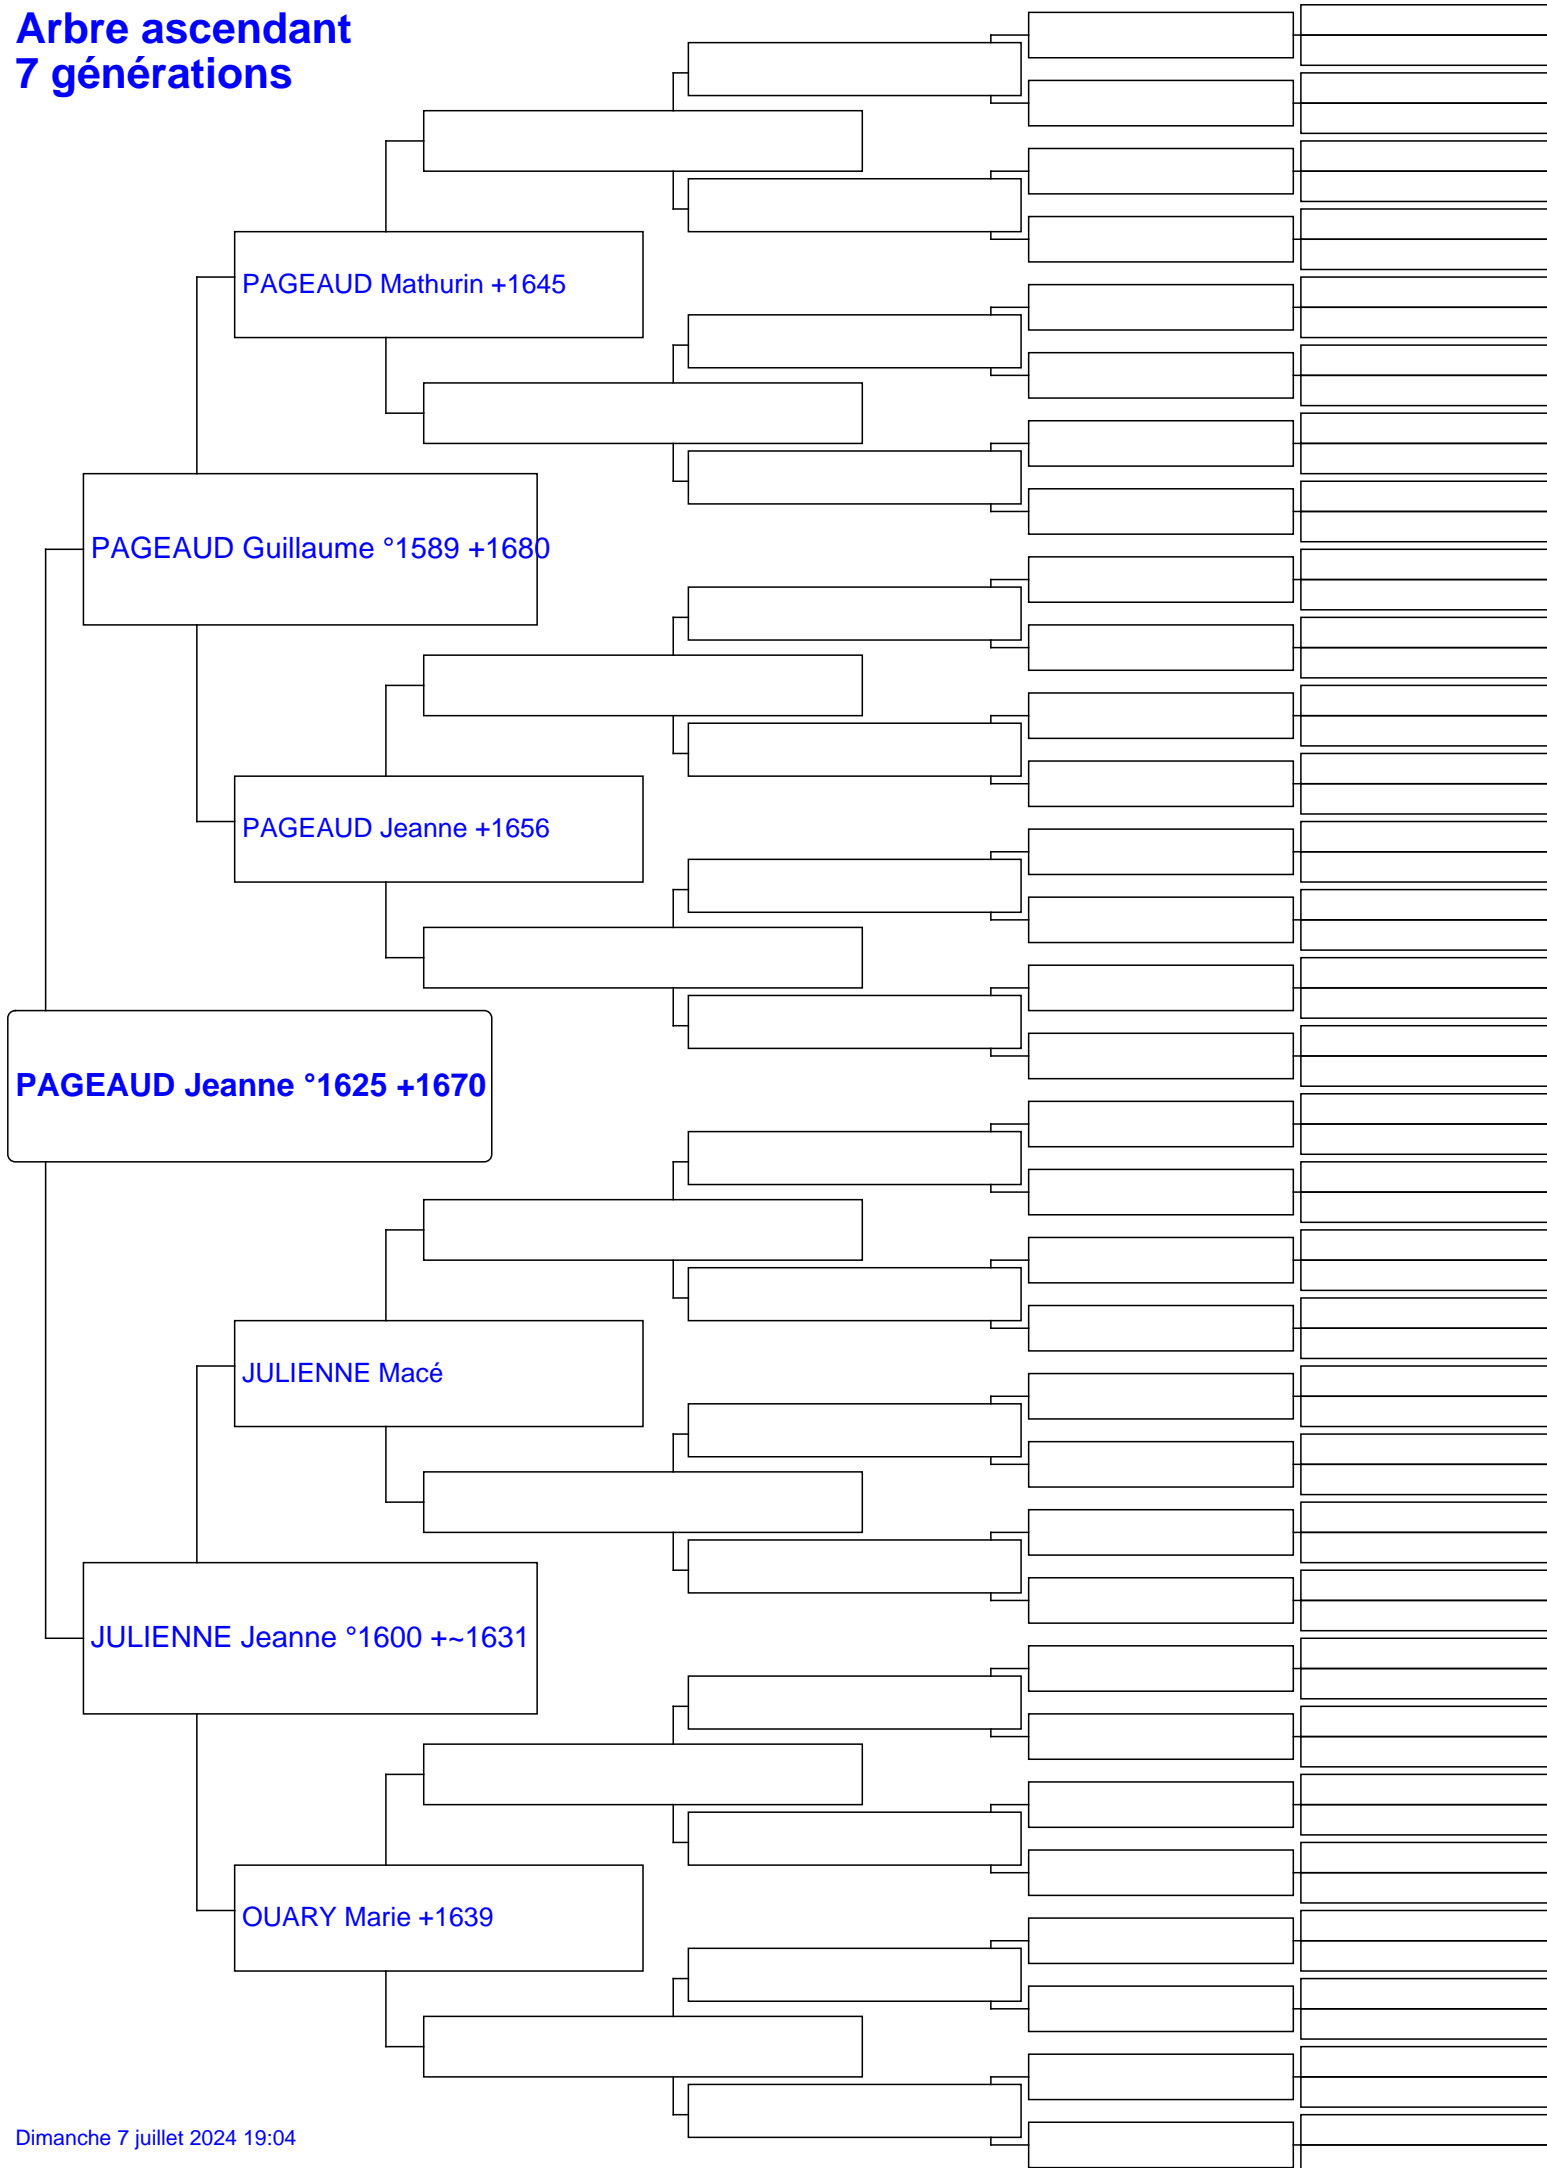 Arbre ascendant
7 générations
PAGEAUD Mathurin +1645
PAGEAUD Guillaume °1589 +1680
PAGEAUD Jeanne +1656
PAGEAUD Jeanne °1625 +1670
JULIENNE Macé
JULIENNE Jeanne °1600 +~1631
OUARY Marie +1639
Dimanche 7 juillet 2024 19:04